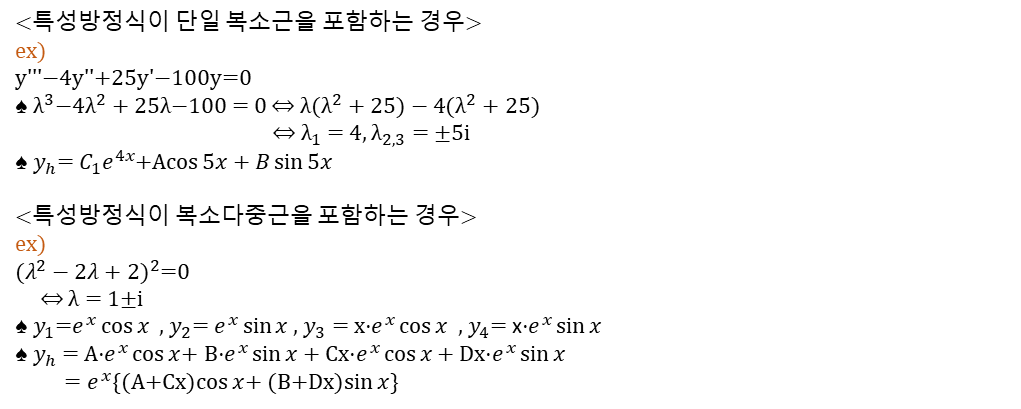 <특성방정식이 단일 복소근을 포함하는 경우>
ex)
y'''−4y''+25y'−100y=0
♠ λ³−4λ² + 25λ−100 = 0 ⇔ λ(λ² + 25) − 4(λ² + 25)
⇔ λ₁ = 4, λ₂,₃ = ±5i
♠ yₕ= C₁e⁴ˣ+Acos 5x + B sin 5x
<특성방정식이 복소다중근을 포함하는 경우>
ex)
(λ² − 2λ + 2)²=0
⇔ λ = 1±i
♠ y₁=eˣ cos x , y₂= eˣ sin x , y₃ = x·eˣ cos x , y₄= x·eˣ sin x
♠ yₕ = A·eˣ cos x+ B·eˣ sin x + Cx·eˣ cos x + Dx·eˣ sin x
= eˣ{(A+Cx)cos x+ (B+Dx)sin x}